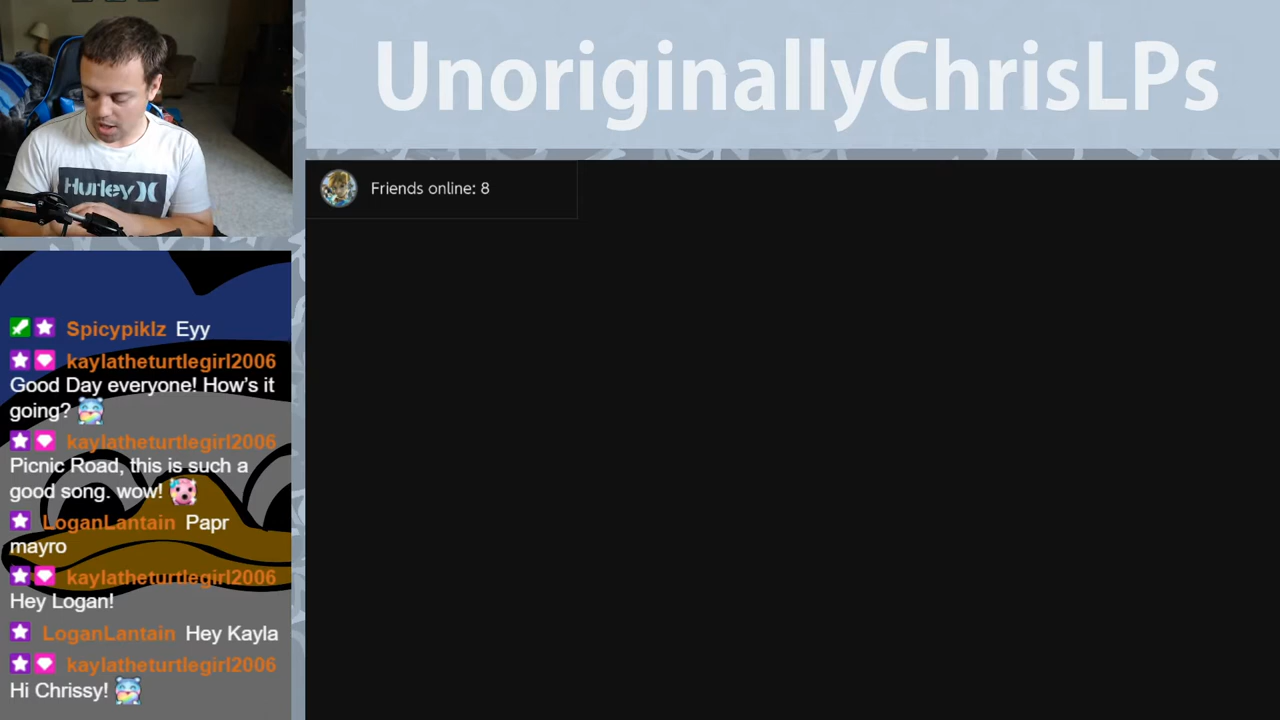 UnoriginallyChrisLPs
Hurley
Friends online: 8
Spicypiklz Eyy
kaylatheturtlegirl2006
Good Day everyone! How's it
going?
kaylatheturtlegirl2006
Picnic Road, this is such a
good song. wow!
LoganLantain Papr
mayro
kaylatheturtlegirl2006
Hey Logan!
LoganLantain Hey Kayla
kaylatheturtlegirl2006
Hi Chrissy!